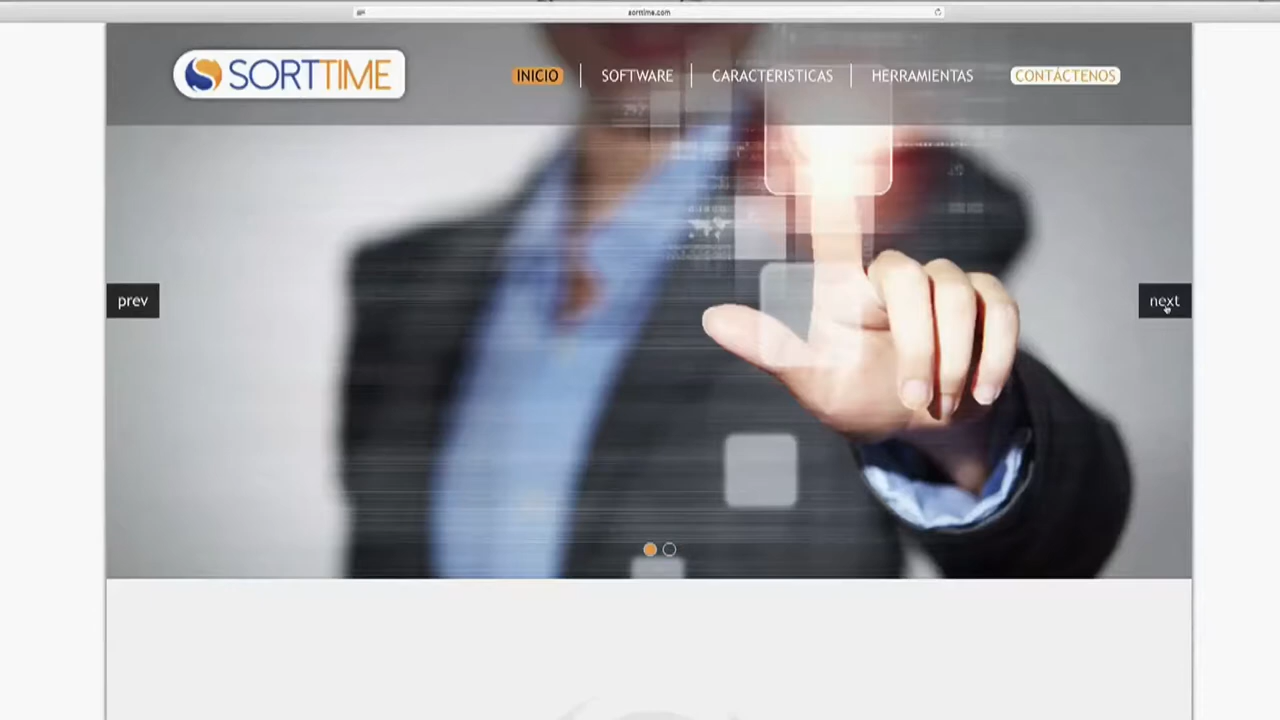 sorttime.com
SORTTIME
INICIO
SOFTWARE
CARACTERISTICAS
HERRAMIENTAS
CONTÁCTENOS
prev
next